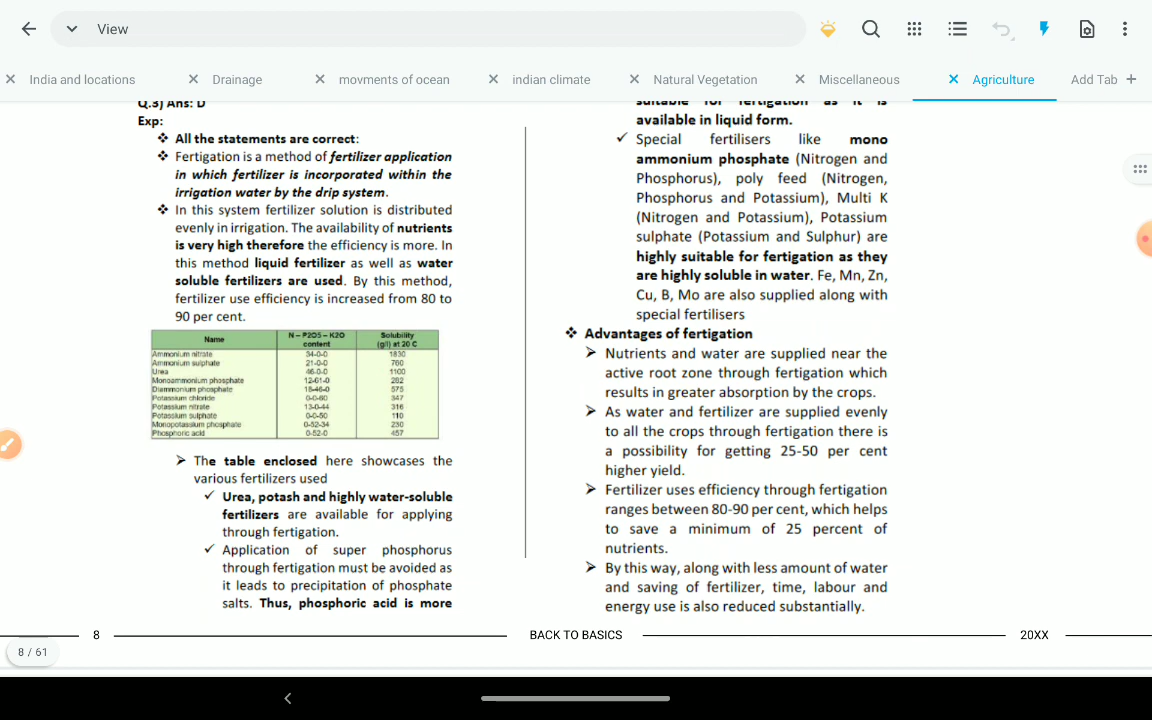 View
India and locations
Drainage
movments of ocean
indian climate
Natural Vegetation
Miscellaneous
Agriculture
Add Tab
Q.3) Ans: D
Exp:
❖ All the statements are correct:
❖ Fertigation is a method of fertilizer application
in which fertilizer is incorporated within the
irrigation water by the drip system.
❖ In this system fertilizer solution is distributed
evenly in irrigation. The availability of nutrients
is very high therefore the efficiency is more. In
this method liquid fertilizer as well as water
soluble fertilizers are used. By this method,
fertilizer use efficiency is increased from 80 to
90 per cent.
Name N – P2O5 – K2O content Solubility (g/l) at 20 C
Ammonium nitrate 34-0-0 1830
Ammonium sulphate 21-0-0 760
Urea 46-0-0 1100
Monoammonium phosphate 12-61-0 282
Diammonium phosphate 18-46-0 575
Potassium chloride 0-0-60 347
Potassium nitrate 13-0-44 316
Potassium sulphate 0-0-50 110
Monopotassium phosphate 0-52-34 230
Phosphoric acid 0-52-0 457
➤ The table enclosed here showcases the
various fertilizers used
✓ Urea, potash and highly water-soluble
fertilizers are available for applying
through fertigation.
✓ Application of super phosphorus
through fertigation must be avoided as
it leads to precipitation of phosphate
salts. Thus, phosphoric acid is more
suitable for fertigation as it is
available in liquid form.
✓ Special fertilisers like mono
ammonium phosphate (Nitrogen and
Phosphorus), poly feed (Nitrogen,
Phosphorus and Potassium), Multi K
(Nitrogen and Potassium), Potassium
sulphate (Potassium and Sulphur) are
highly suitable for fertigation as they
are highly soluble in water. Fe, Mn, Zn,
Cu, B, Mo are also supplied along with
special fertilisers
❖ Advantages of fertigation
➤ Nutrients and water are supplied near the
active root zone through fertigation which
results in greater absorption by the crops.
➤ As water and fertilizer are supplied evenly
to all the crops through fertigation there is
a possibility for getting 25-50 per cent
higher yield.
➤ Fertilizer uses efficiency through fertigation
ranges between 80-90 per cent, which helps
to save a minimum of 25 percent of
nutrients.
➤ By this way, along with less amount of water
and saving of fertilizer, time, labour and
energy use is also reduced substantially.
8 BACK TO BASICS 20XX
8 / 61